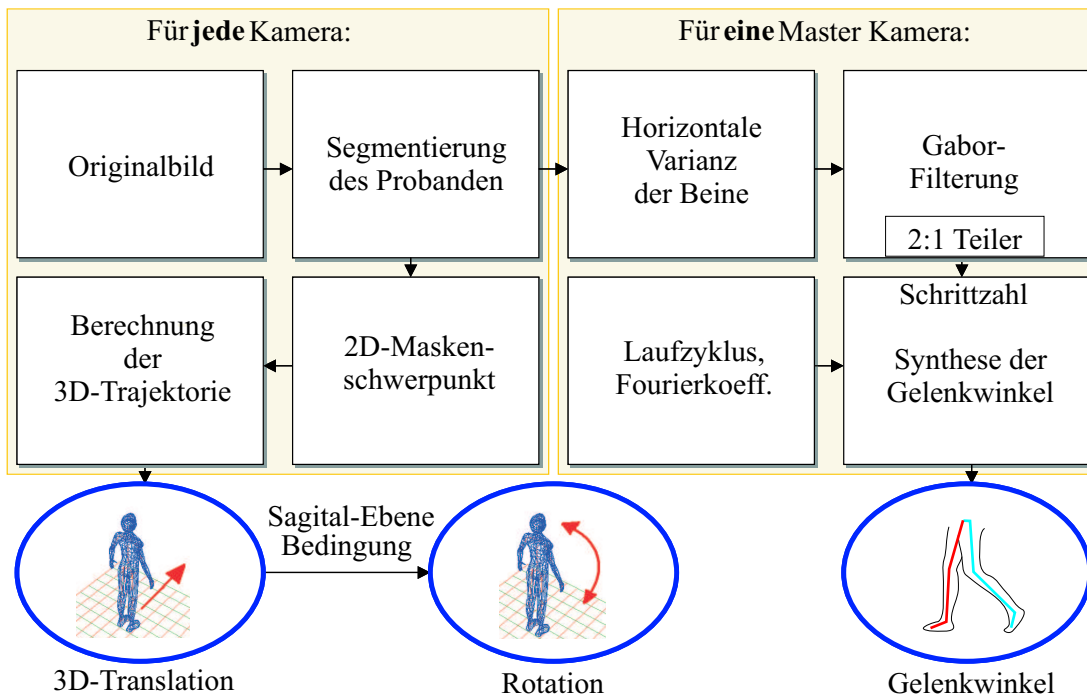 Für jede Kamera:
Für eine Master Kamera:
Originalbild
Segmentierung
des Probanden
Horizontale
Varianz
der Beine
Gabor-
Filterung
2:1 Teiler
Berechnung
der
3D-Trajektorie
2D-Masken-
schwerpunkt
Laufzyklus,
Fourierkoeff.
Schrittzahl
Synthese der
Gelenkwinkel
Sagital-Ebene
Bedingung
3D-Translation
Rotation
Gelenkwinkel